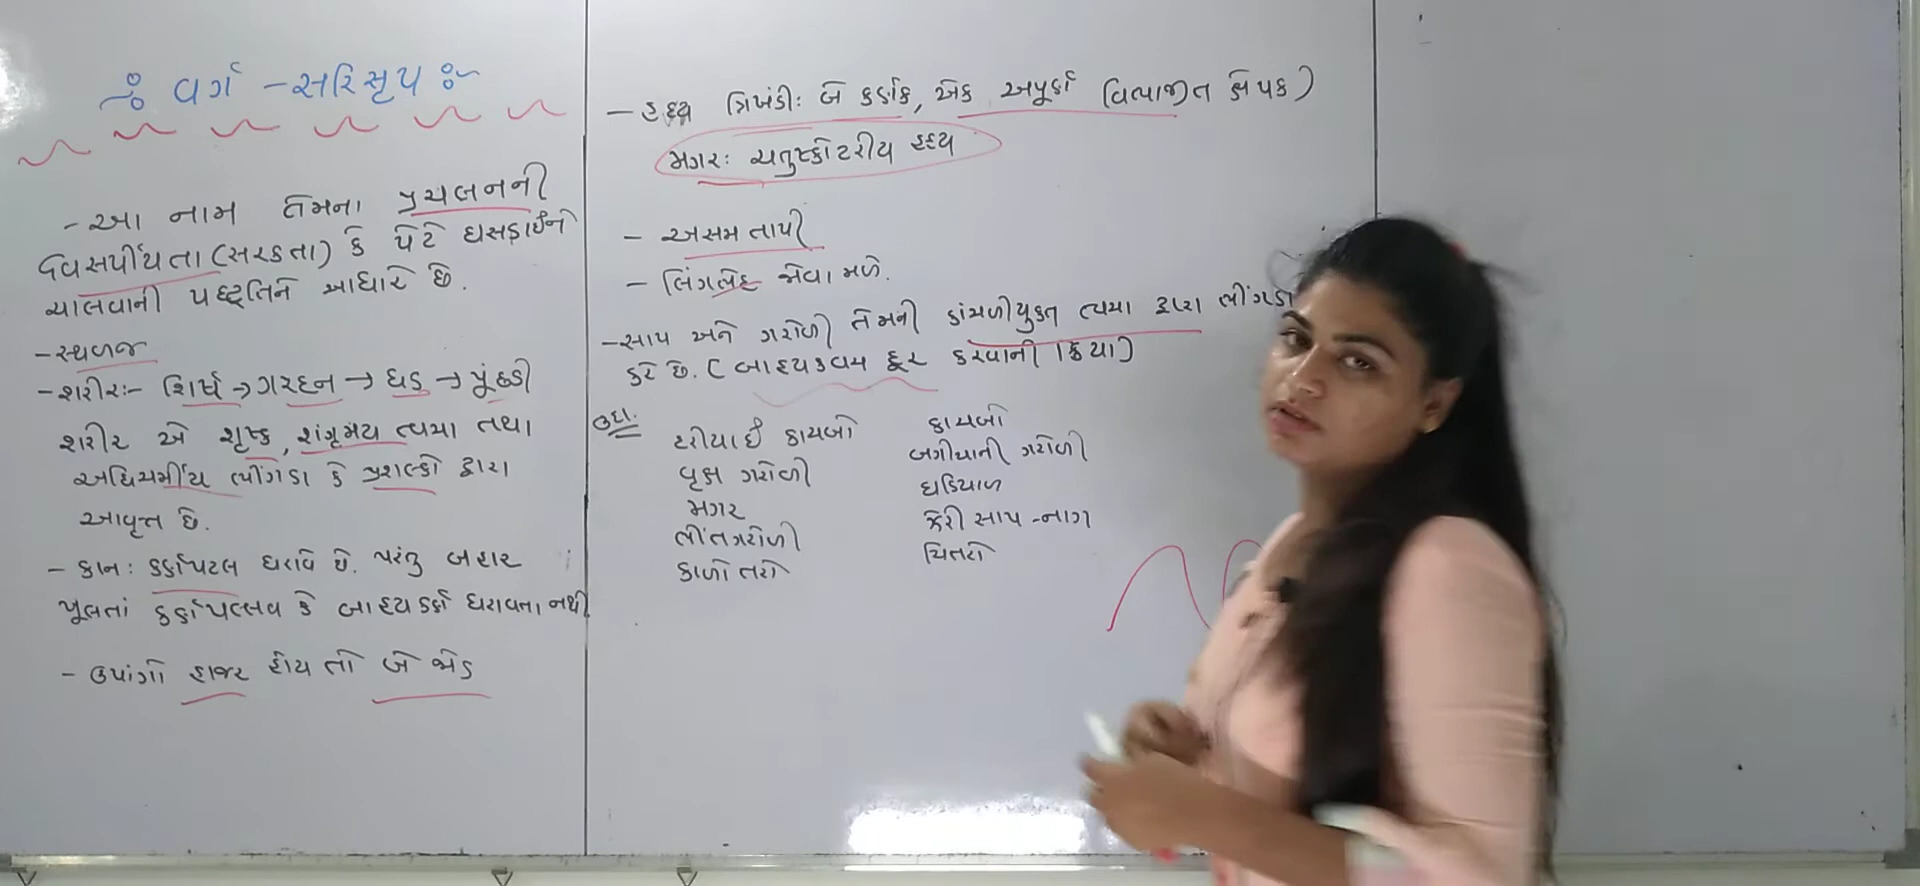 વર્ગ - સરિસૃપ :-
- આ નામ તેમના પ્રચલનની
વિસર્પીયતા (સરકતા) કે પેટે ઘસડાઈને
ચાલવાની પદ્ધતિને આધારે છે.
- સ્થળજ
- શરીર :- શિર્ષ → ગરદન → ધડ → પૂંછડી
શરીર એ શુષ્ક, શૃંગમય ત્વચા તથા
અધિચર્મીય ભીંગડા કે પ્રશલ્કો દ્વારા
આવૃત્ત છે.
- કાન : કર્ણપટલ ધરાવે છે. પરંતુ બહાર
ખૂલતાં કર્ણપલ્લવ કે બાહ્યકર્ણ ધરાવતા નથી
- ઉપાંગો હાજર હોય તો બે જોડ
- હૃદય ત્રિખંડી : બે કર્ણક, એક અપૂર્ણ વિભાજીત ક્ષેપક)
મગર : ચતુષ્કોટરીય હૃદય
- અસમતાપી
- લિંગભેદ જોવા મળે.
- સાપ અને ગરોળી તેમની કાંચળીયુક્ત ત્વચા દ્વારા ભીંગડા
કરે છે. (બાહ્યકવચ દૂર કરવાની ક્રિયા)
ઉદા.
દરીયાઈ કાચબો
વૃક્ષ ગરોળી
મગર
ભીંતગરોળી
કાળોતરો
કાચબો
બગીચાની ગરોળી
ઘડિયાળ
ઝેરી સાપ - નાગ
ચિતરો